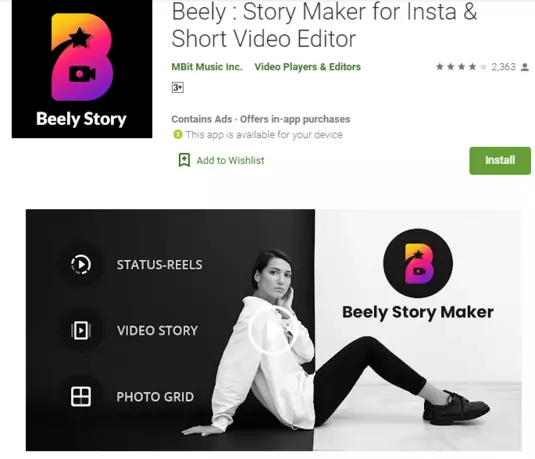 Beely : Story Maker for Insta &
Short Video Editor
MBit Music Inc. Video Players & Editors
2,363
3+
Beely Story
Contains Ads · Offers in-app purchases
This app is available for your device
Add to Wishlist
Install
STATUS-REELS
VIDEO STORY
PHOTO GRID
Beely Story Maker